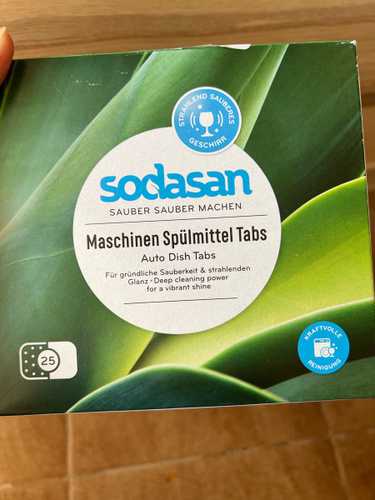 STRAHLEND SAUBERES
GESCHIRR
sodasan
SAUBER SAUBER MACHEN
Maschinen Spülmittel Tabs
Auto Dish Tabs
Für gründliche Sauberkeit & strahlenden
Glanz • Deep cleaning power
for a vibrant shine
25
KRAFTVOLLE
REINIGUNG